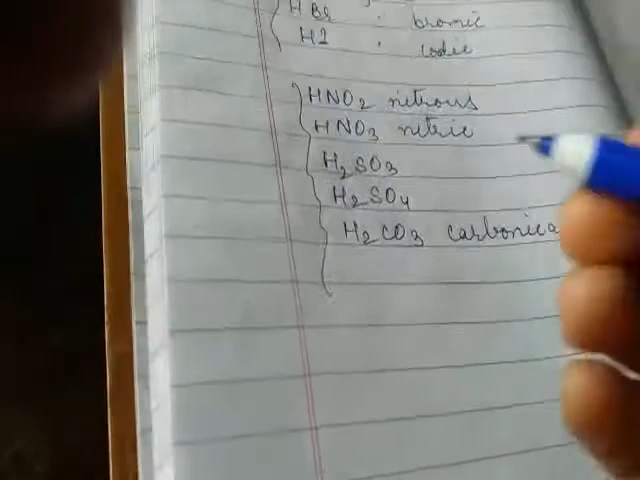 HBr . bromic
HI . iodic
HNO2 nitrous
HNO3 nitric
H2SO3
H2SO4
H2CO3 carbonic a